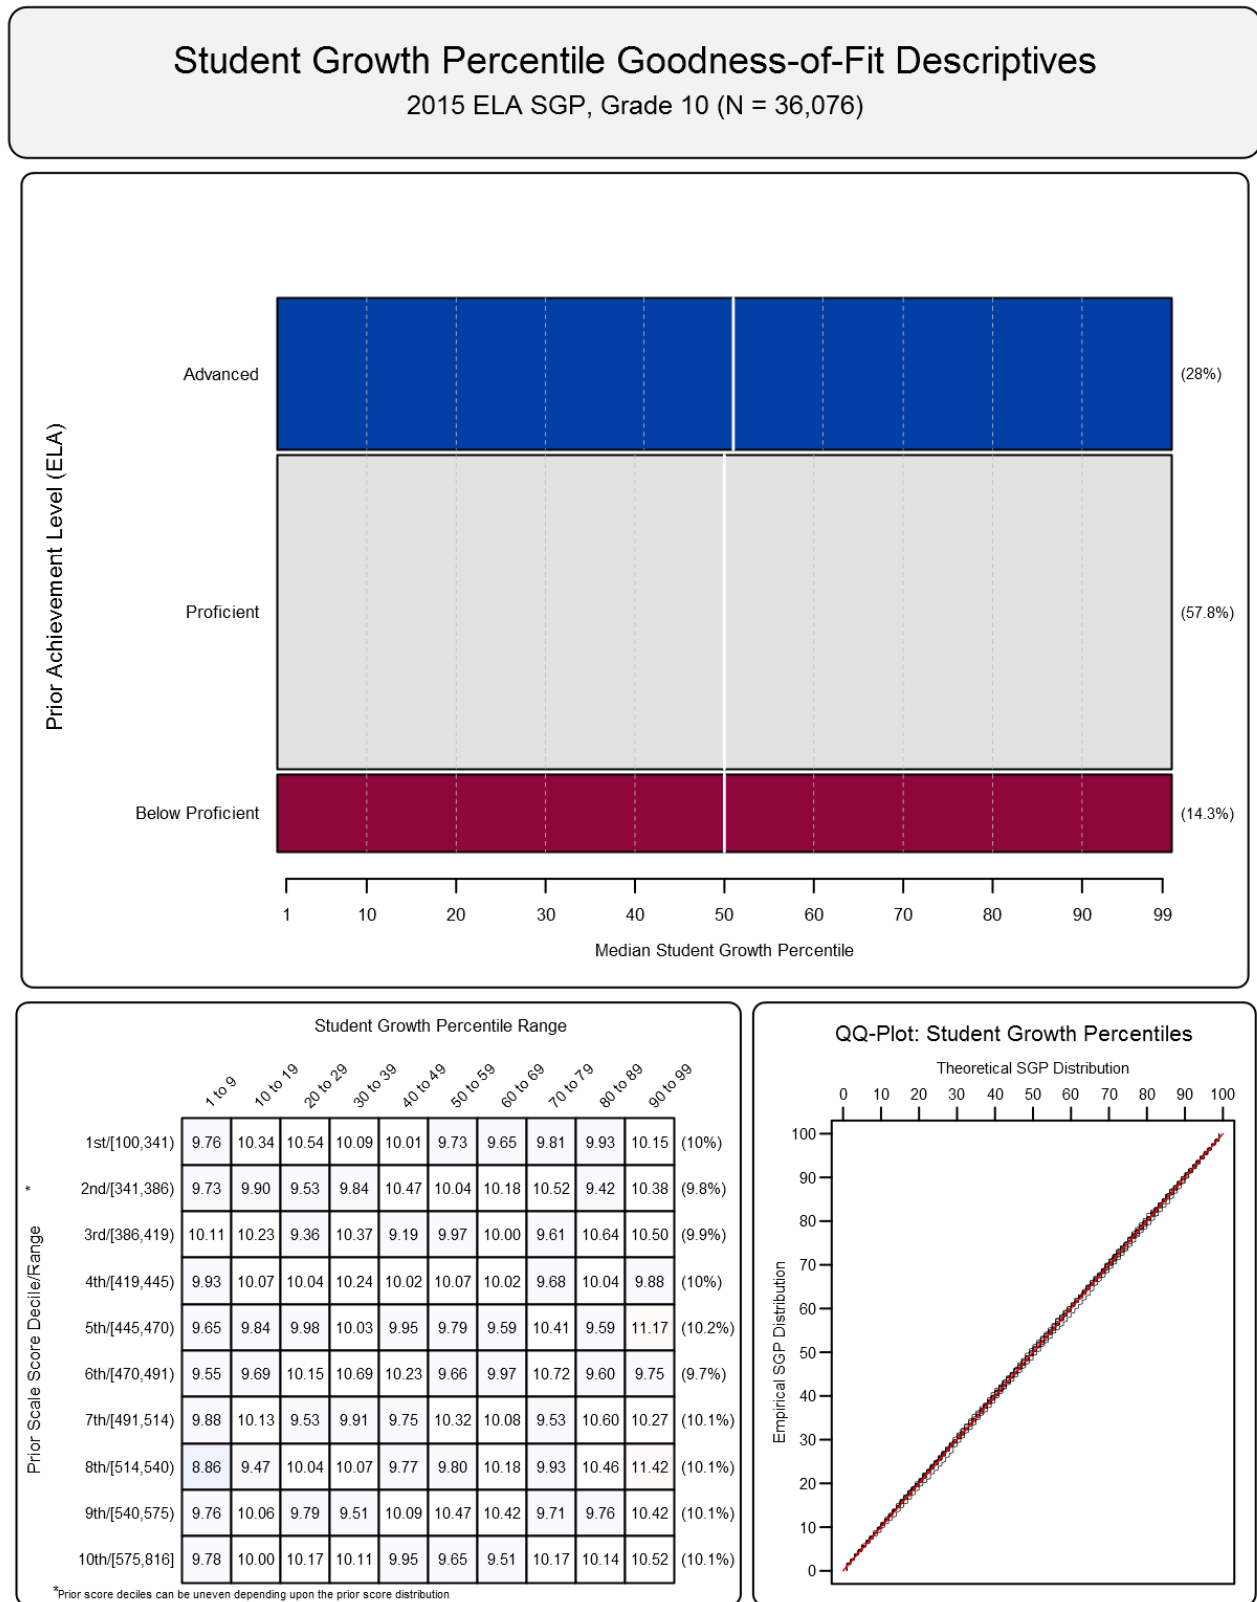 Student Growth Percentile Goodness-of-Fit Descriptives
2015 ELA SGP, Grade 10 (N = 36,076)
Prior Achievement Level (ELA)
Advanced
(28%)
Proficient
(57.8%)
Below Proficient
(14.3%)
1 10 20 30 40 50 60 70 80 90 99
Median Student Growth Percentile
Student Growth Percentile Range
1 to 9 10 to 19 20 to 29 30 to 39 40 to 49 50 to 59 60 to 69 70 to 79 80 to 89 90 to 99
Prior Scale Score Decile/Range *
1st/[100,341) 9.76 10.34 10.54 10.09 10.01 9.73 9.65 9.81 9.93 10.15 (10%)
2nd/[341,386) 9.73 9.90 9.53 9.84 10.47 10.04 10.18 10.52 9.42 10.38 (9.8%)
3rd/[386,419) 10.11 10.23 9.36 10.37 9.19 9.97 10.00 9.61 10.64 10.50 (9.9%)
4th/[419,445) 9.93 10.07 10.04 10.24 10.02 10.07 10.02 9.68 10.04 9.88 (10%)
5th/[445,470) 9.65 9.84 9.98 10.03 9.95 9.79 9.59 10.41 9.59 11.17 (10.2%)
6th/[470,491) 9.55 9.69 10.15 10.69 10.23 9.66 9.97 10.72 9.60 9.75 (9.7%)
7th/[491,514) 9.88 10.13 9.53 9.91 9.75 10.32 10.08 9.53 10.60 10.27 (10.1%)
8th/[514,540) 8.86 9.47 10.04 10.07 9.77 9.80 10.18 9.93 10.46 11.42 (10.1%)
9th/[540,575) 9.76 10.06 9.79 9.51 10.09 10.47 10.42 9.71 9.76 10.42 (10.1%)
10th/[575,816] 9.78 10.00 10.17 10.11 9.95 9.65 9.51 10.17 10.14 10.52 (10.1%)
*Prior score deciles can be uneven depending upon the prior score distribution
QQ-Plot: Student Growth Percentiles
Theoretical SGP Distribution
0 10 20 30 40 50 60 70 80 90 100
Empirical SGP Distribution
100
90
80
70
60
50
40
30
20
10
0